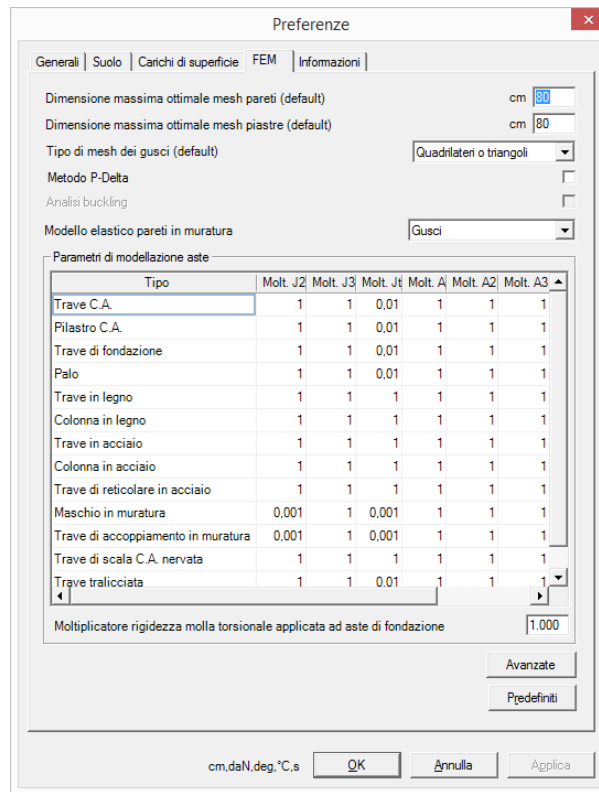 Preferenze
Generali Suolo Carichi di superficie FEM Informazioni
Dimensione massima ottimale mesh pareti (default) cm 80
Dimensione massima ottimale mesh piastre (default) cm 80
Tipo di mesh dei gusci (default) Quadrilateri o triangoli
Metodo P-Delta
Analisi buckling
Modello elastico pareti in muratura Gusci
Parametri di modellazione aste
Tipo Molt. J2 Molt. J3 Molt. Jt Molt. A Molt. A2 Molt. A3
Trave C.A. 1 1 0,01 1 1 1
Pilastro C.A. 1 1 0,01 1 1 1
Trave di fondazione 1 1 0,01 1 1 1
Palo 1 1 0,01 1 1 1
Trave in legno 1 1 1 1 1 1
Colonna in legno 1 1 1 1 1 1
Trave in acciaio 1 1 1 1 1 1
Colonna in acciaio 1 1 1 1 1 1
Trave di reticolare in acciaio 1 1 1 1 1 1
Maschio in muratura 0,001 1 0,001 1 1 1
Trave di accoppiamento in muratura 0,001 1 0,001 1 1 1
Trave di scala C.A. nervata 1 1 1 1 1 1
Trave tralicciata 1 1 0,01 1 1 1
Moltiplicatore rigidezza molla torsionale applicata ad aste di fondazione 1.000
Avanzate
Predefiniti
cm,daN,deg,°C,s OK Annulla Applica